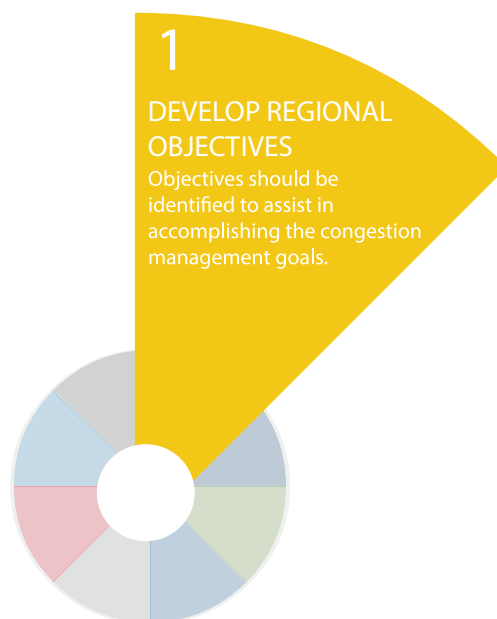 1
DEVELOP REGIONAL
OBJECTIVES
Objectives should be
identified to assist in
accomplishing the congestion
management goals.